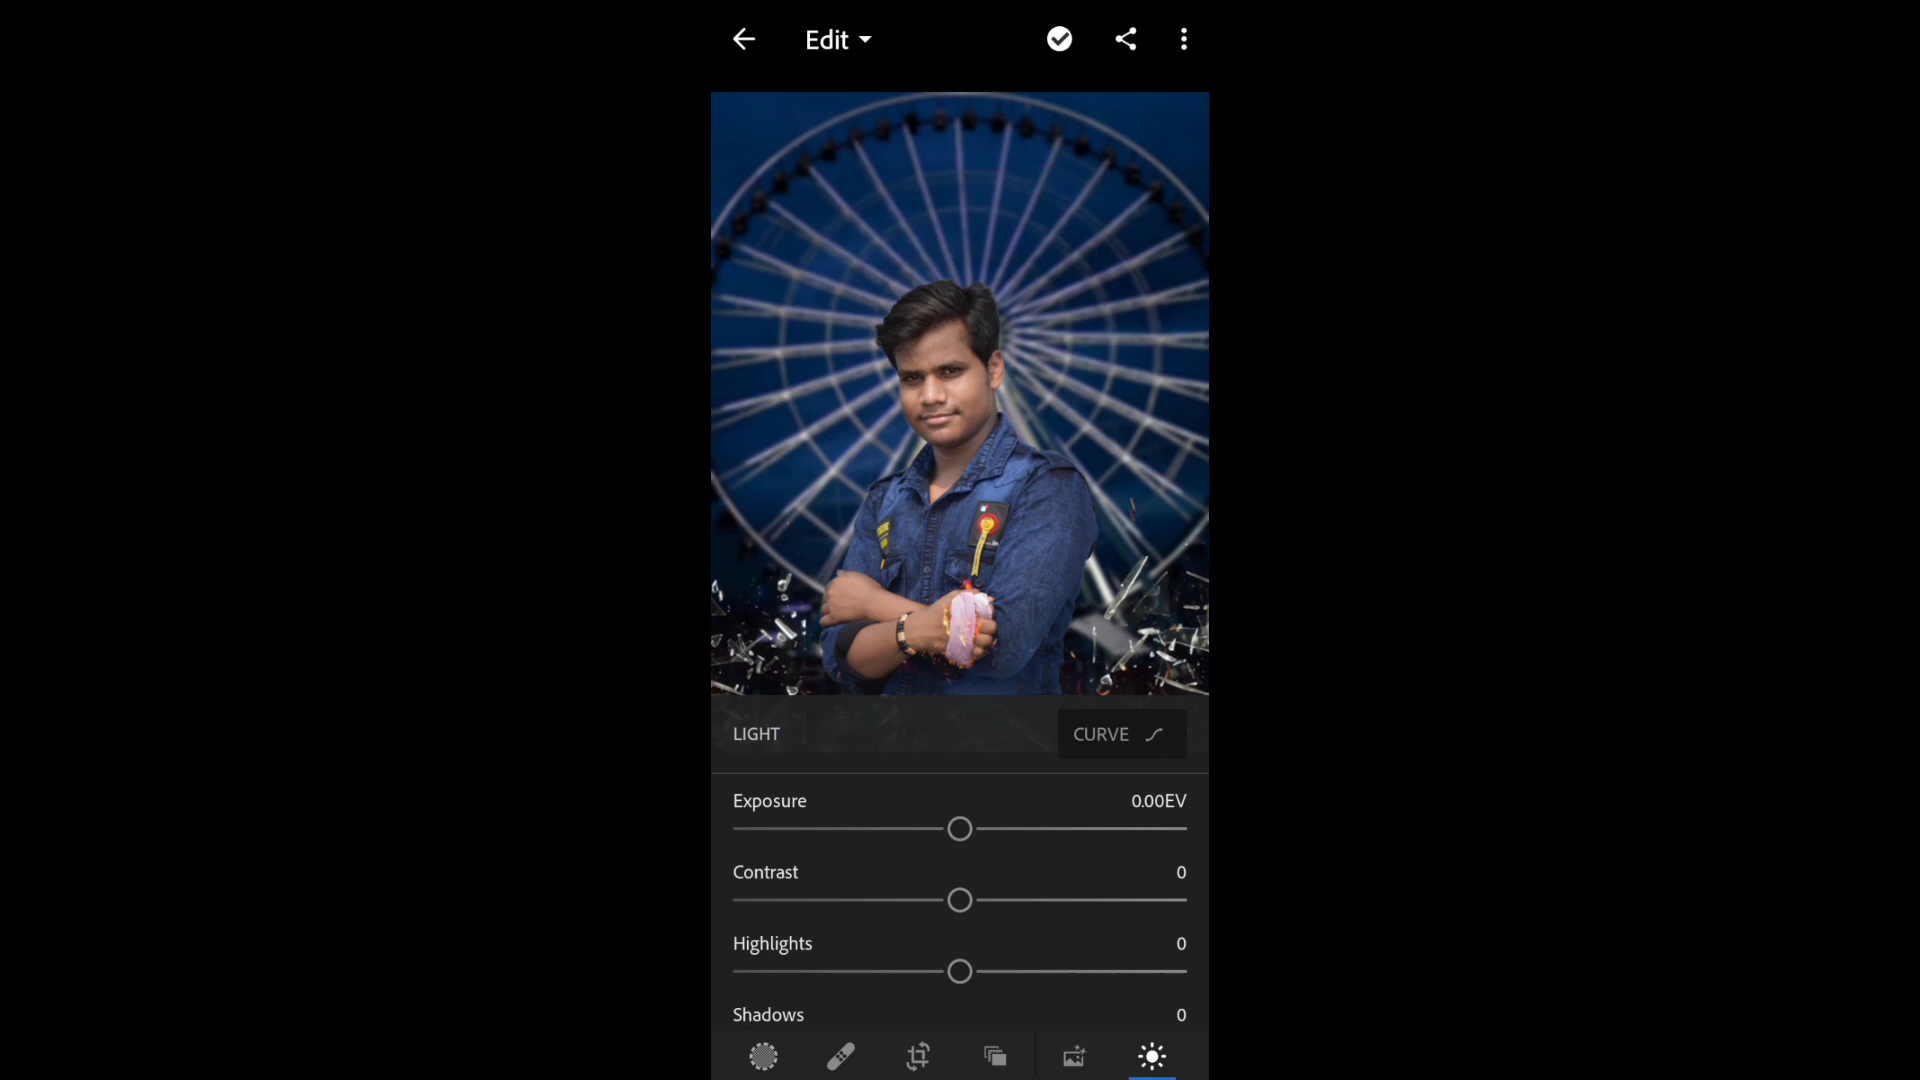 Edit
LIGHT
CURVE
Exposure 0.00EV
Contrast 0
Highlights 0
Shadows 0